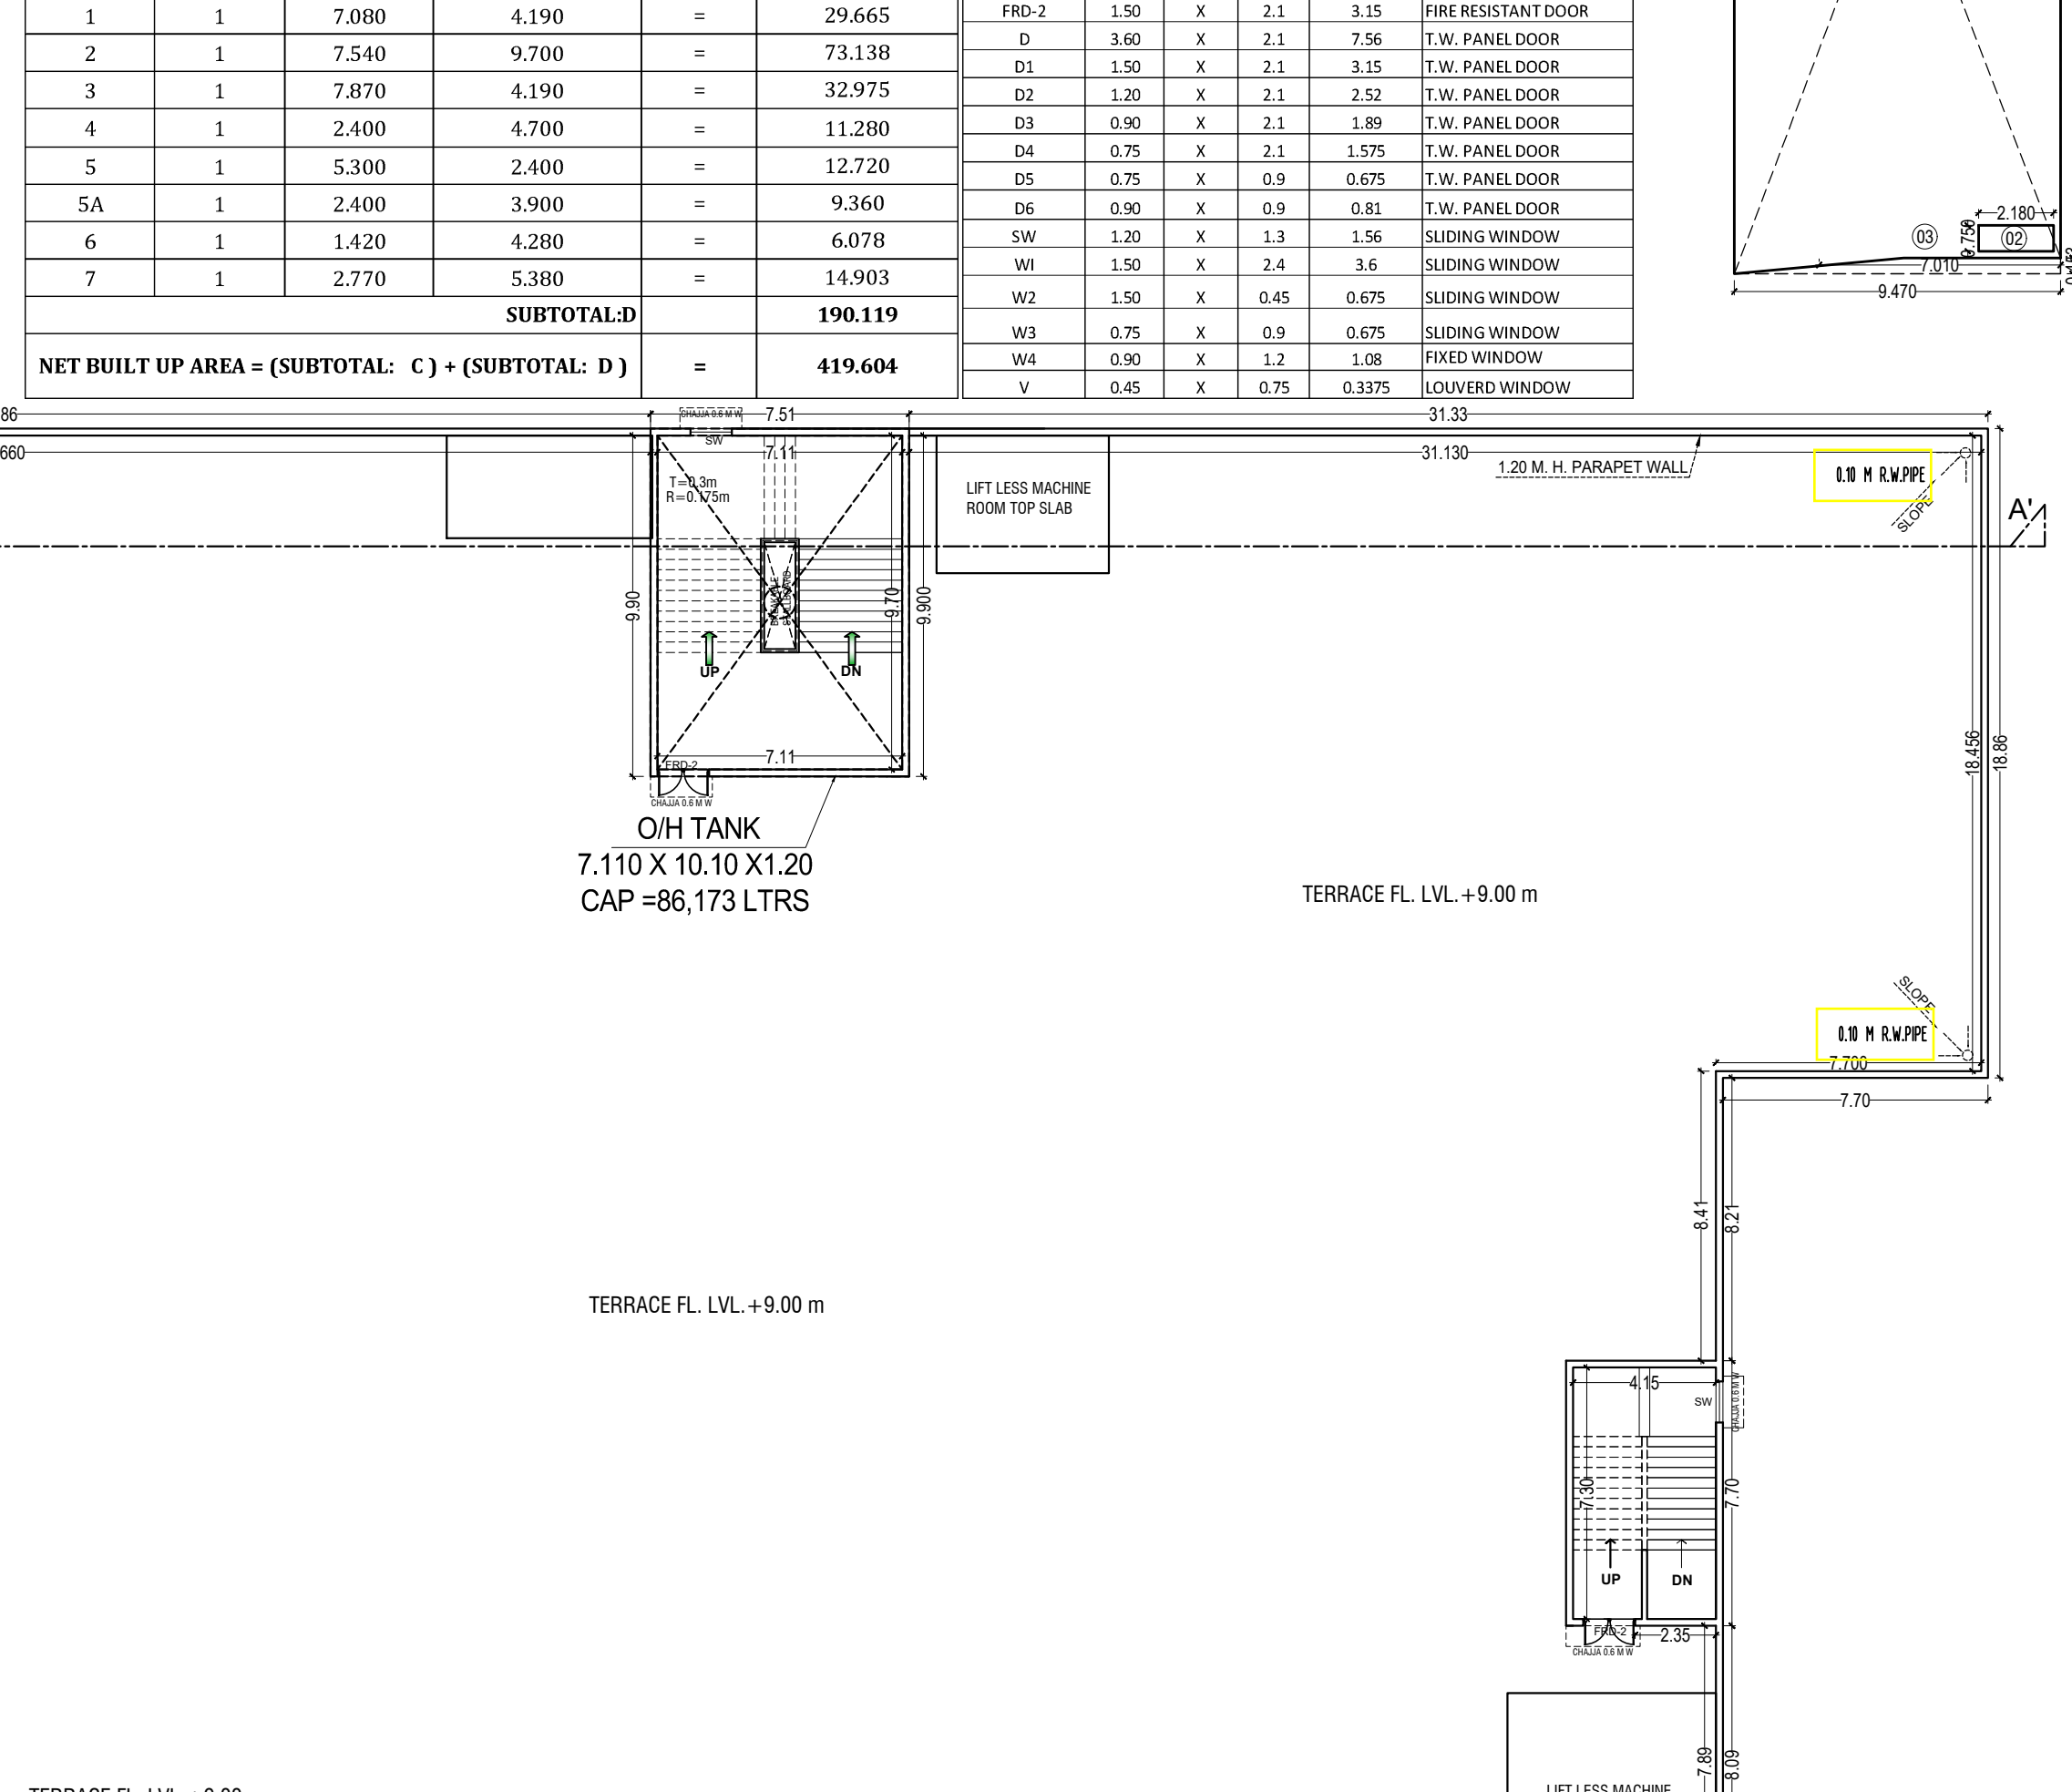 1 1 7.080 4.190 = 29.665
2 1 7.540 9.700 = 73.138
3 1 7.870 4.190 = 32.975
4 1 2.400 4.700 = 11.280
5 1 5.300 2.400 = 12.720
5A 1 2.400 3.900 = 9.360
6 1 1.420 4.280 = 6.078
7 1 2.770 5.380 = 14.903
SUBTOTAL:D 190.119
NET BUILT UP AREA = (SUBTOTAL: C ) + (SUBTOTAL: D ) = 419.604
FRD-2 1.50 X 2.1 3.15 FIRE RESISTANT DOOR
D 3.60 X 2.1 7.56 T.W. PANEL DOOR
D1 1.50 X 2.1 3.15 T.W. PANEL DOOR
D2 1.20 X 2.1 2.52 T.W. PANEL DOOR
D3 0.90 X 2.1 1.89 T.W. PANEL DOOR
D4 0.75 X 2.1 1.575 T.W. PANEL DOOR
D5 0.75 X 0.9 0.675 T.W. PANEL DOOR
D6 0.90 X 0.9 0.81 T.W. PANEL DOOR
SW 1.20 X 1.3 1.56 SLIDING WINDOW
WI 1.50 X 2.4 3.6 SLIDING WINDOW
W2 1.50 X 0.45 0.675 SLIDING WINDOW
W3 0.75 X 0.9 0.675 SLIDING WINDOW
W4 0.90 X 1.2 1.08 FIXED WINDOW
V 0.45 X 0.75 0.3375 LOUVERD WINDOW
2.180
0.750
03
02
7.010
9.470
86
CHAJJA 0.6 M W
7.51
31.33
SW
660
7.11
31.130
1.20 M. H. PARAPET WALL
0.10 M R.W.PIPE
SLOPE
A'
T=0.3m
R=0.175m
LIFT LESS MACHINE
ROOM TOP SLAB
9.90
9.70
9.900
UP
DN
7.11
FRD-2
CHAJJA 0.6 M W
O/H TANK
7.110 X 10.10 X1.20
CAP =86,173 LTRS
18.456
18.86
TERRACE FL. LVL.+9.00 m
SLOPE
0.10 M R.W.PIPE
7.700
7.70
8.41
8.21
TERRACE FL. LVL.+9.00 m
4.15
SW
CHAJJA 0.6 M W
7.30
7.70
UP
DN
FRD-2
2.35
CHAJJA 0.6 M W
7.89
8.09
LIFT LESS MACHINE